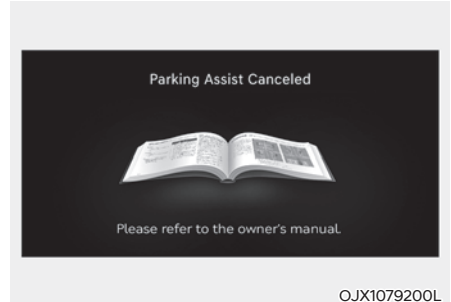 Parking Assist Canceled
Please refer to the owner's manual.
OJX1079200L